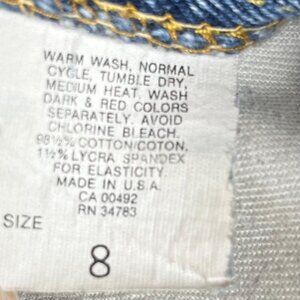 WARM WASH, NORMAL
CYCLE, TUMBLE DRY,
MEDIUM HEAT. WASH
DARK & RED COLORS
SEPARATELY. AVOID
CHLORINE BLEACH.
98½% COTTON/COTON.
1½% LYCRA SPANDEX
FOR ELASTICITY.
MADE IN U.S.A.
CA 00492
RN 34783
SIZE
8